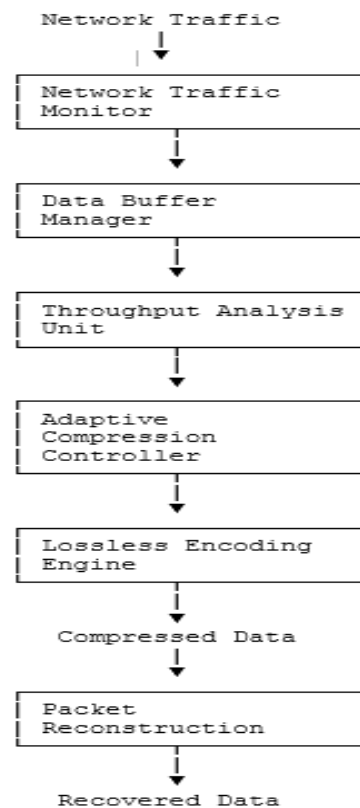 Network Traffic
Network Traffic
Monitor
Data Buffer
Manager
Throughput Analysis
Unit
Adaptive
Compression
Controller
Lossless Encoding
Engine
Compressed Data
Packet
Reconstruction
Recovered Data